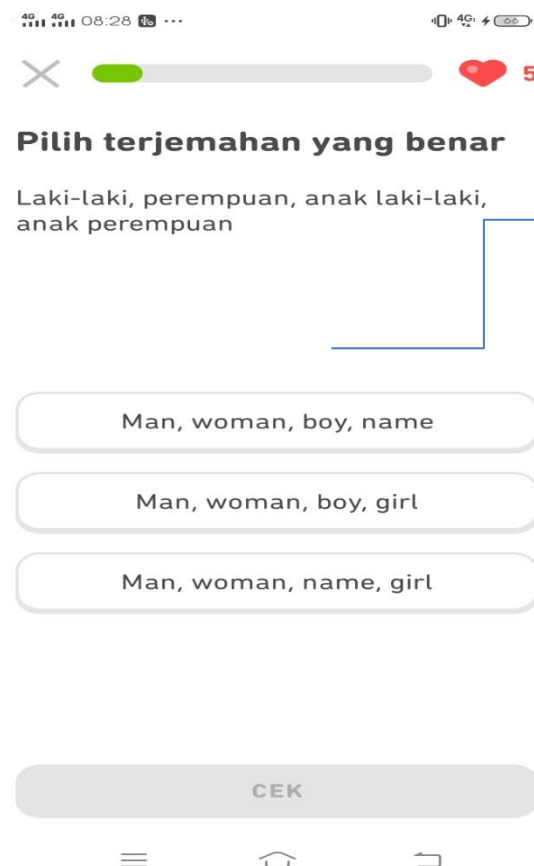 08:28 ...
5
Pilih terjemahan yang benar
Laki-laki, perempuan, anak laki-laki,
anak perempuan
Man, woman, boy, name
Man, woman, boy, girl
Man, woman, name, girl
CEK